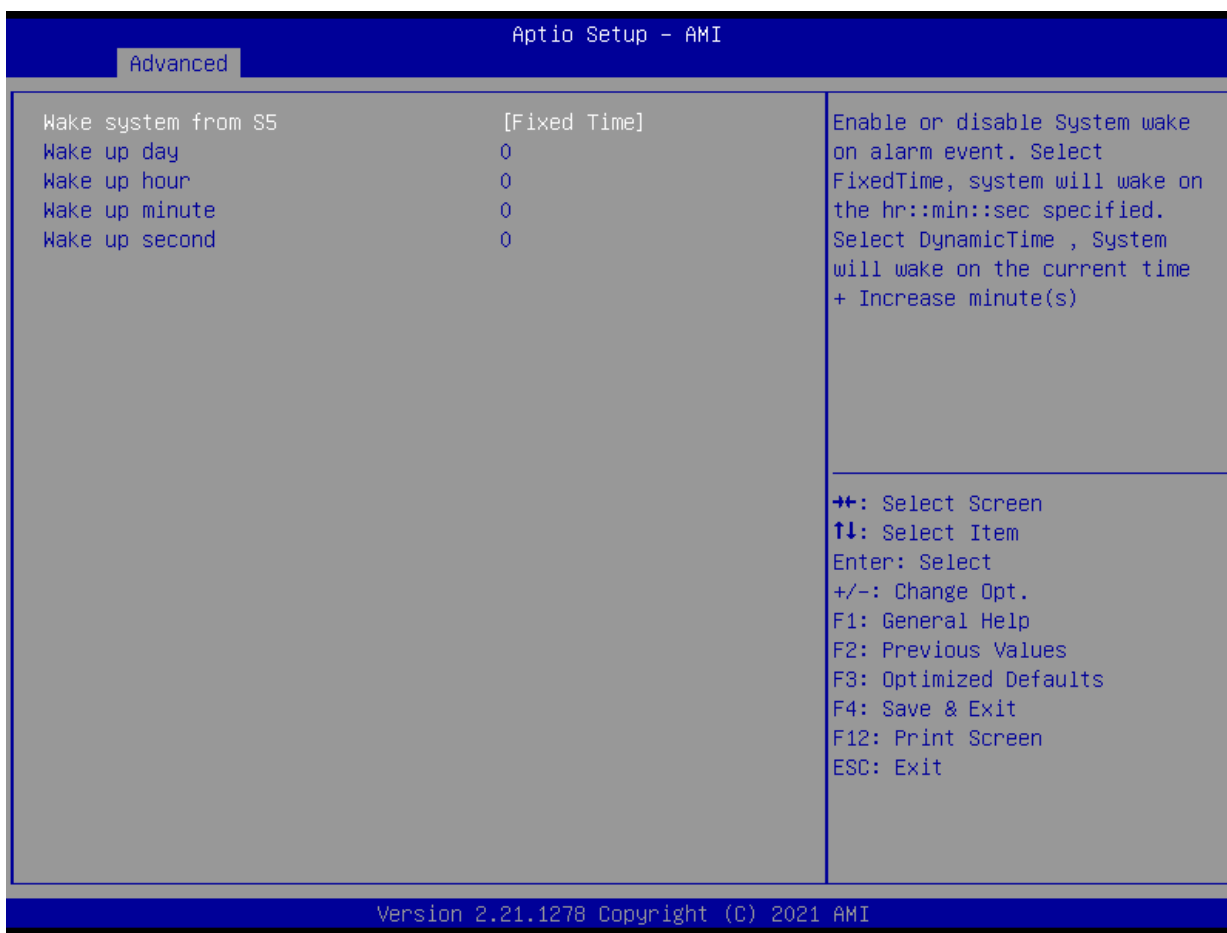 Aptio Setup – AMI
Advanced
Wake system from S5 [Fixed Time]
Wake up day 0
Wake up hour 0
Wake up minute 0
Wake up second 0
Enable or disable System wake
on alarm event. Select
FixedTime, system will wake on
the hr::min::sec specified.
Select DynamicTime , System
will wake on the current time
+ Increase minute(s)
→←: Select Screen
↑↓: Select Item
Enter: Select
+/-: Change Opt.
F1: General Help
F2: Previous Values
F3: Optimized Defaults
F4: Save & Exit
F12: Print Screen
ESC: Exit
Version 2.21.1278 Copyright (C) 2021 AMI